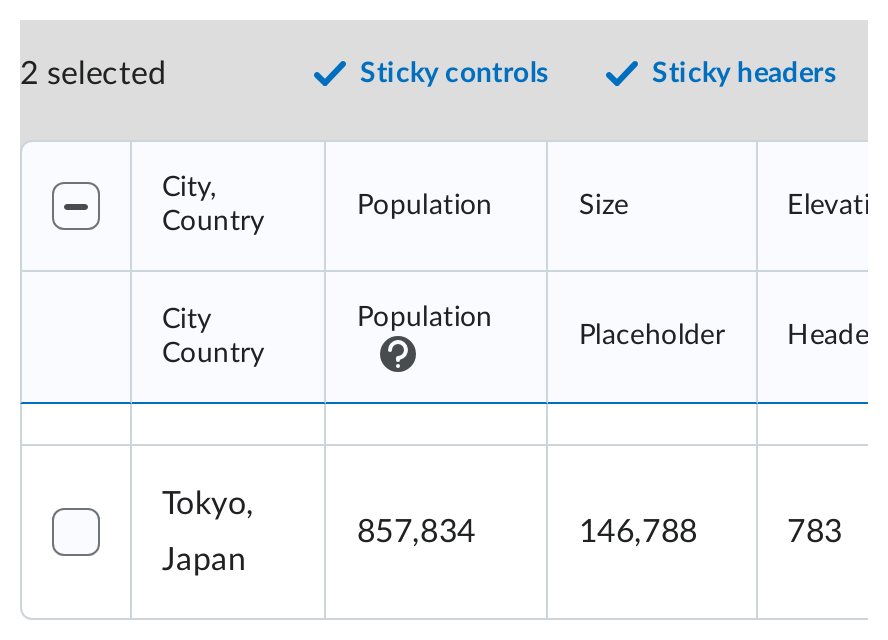 2 selected
Sticky controls
Sticky headers
City,
Country
Population
Size
Elevati
City
Country
Population
Placeholder
Heade
Tokyo,
Japan
857,834
146,788
783